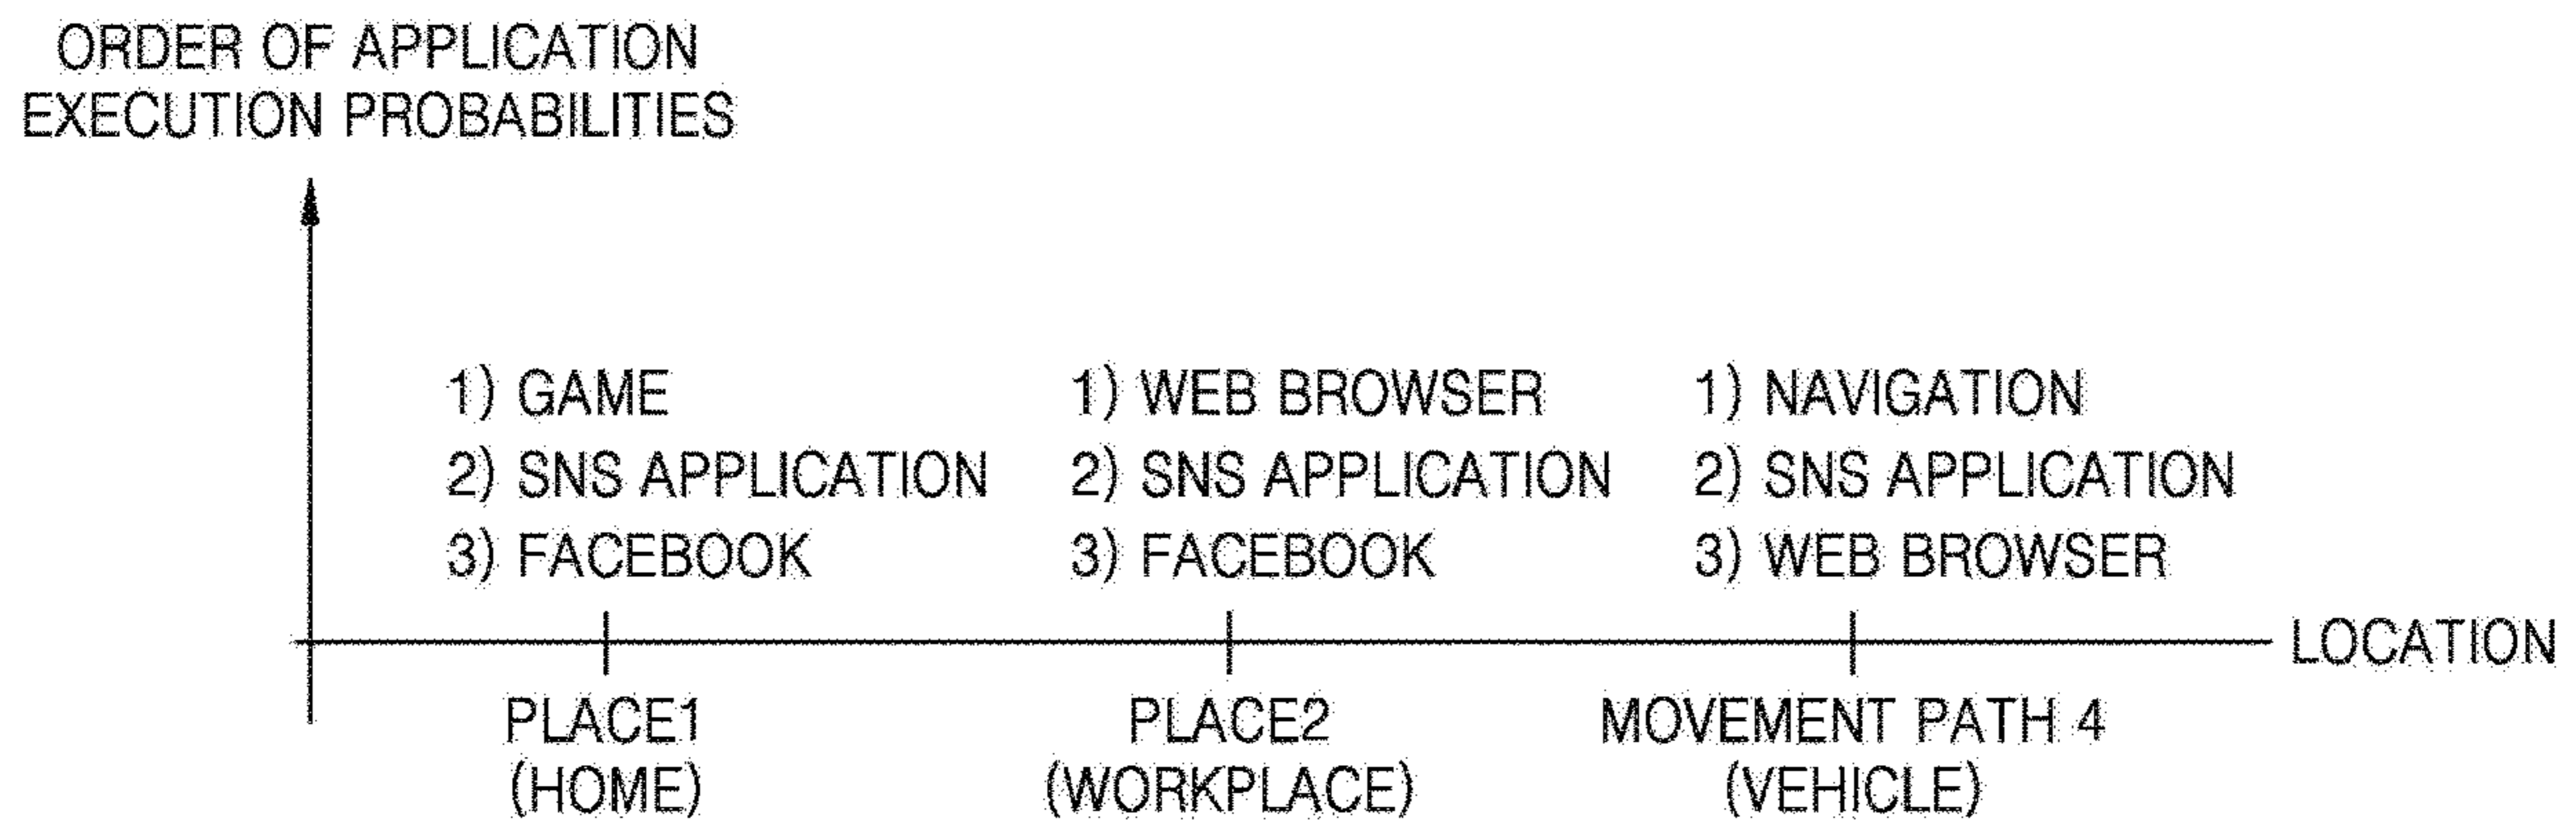 ORDER OF APPLICATION
EXECUTION PROBABILITIES
1) GAME
2) SNS APPLICATION
3) FACEBOOK
1) WEB BROWSER
2) SNS APPLICATION
3) FACEBOOK
1) NAVIGATION
2) SNS APPLICATION
3) WEB BROWSER
LOCATION
PLACE1
(HOME)
PLACE2
(WORKPLACE)
MOVEMENT PATH 4
(VEHICLE)